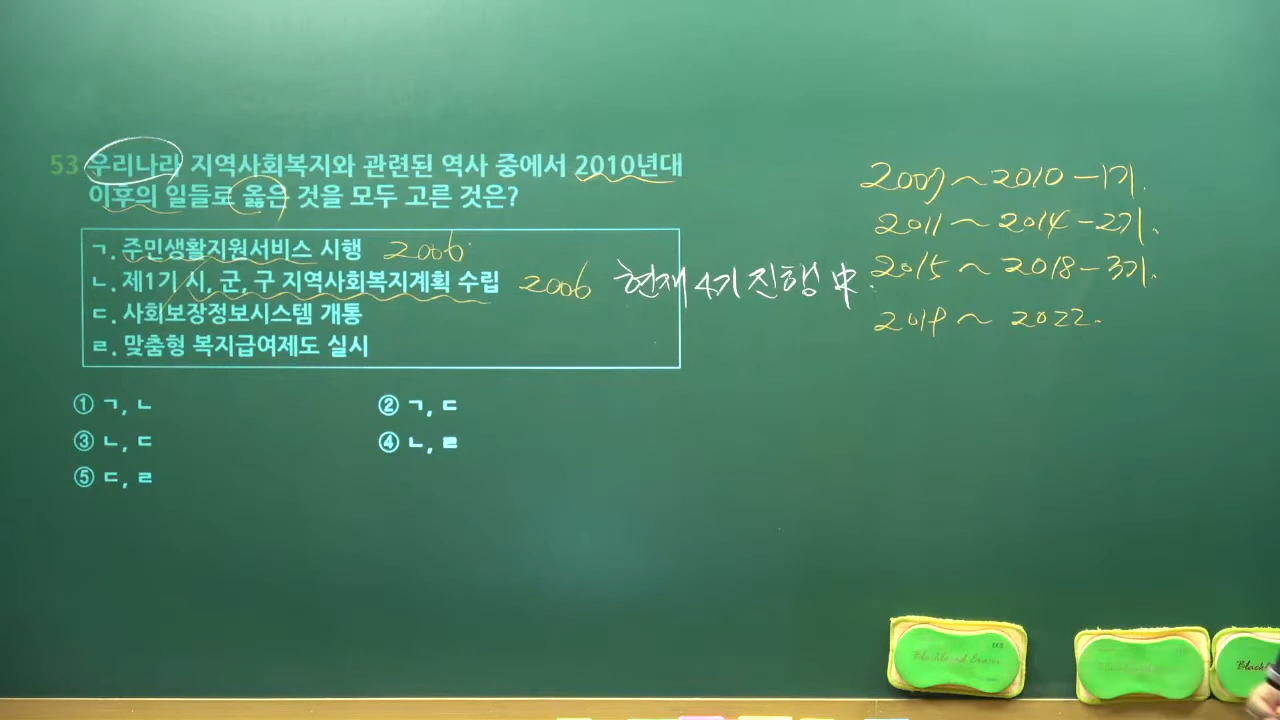 53 우리나라 지역사회복지와 관련된 역사 중에서 2010년대
이후의 일들로 옳은 것을 모두 고른 것은?
ㄱ. 주민생활지원서비스 시행 2006
ㄴ. 제1기 시, 군, 구 지역사회복지계획 수립 2006 현재 4기 진행 中.
ㄷ. 사회보장정보시스템 개통
ㄹ. 맞춤형 복지급여제도 실시
① ㄱ, ㄴ
② ㄱ, ㄷ
③ ㄴ, ㄷ
④ ㄴ, ㄹ
⑤ ㄷ, ㄹ
2007~2010-1기.
2011~2014-2기.
2015~2018-3기.
2019~2022.
Blackboard Eraser